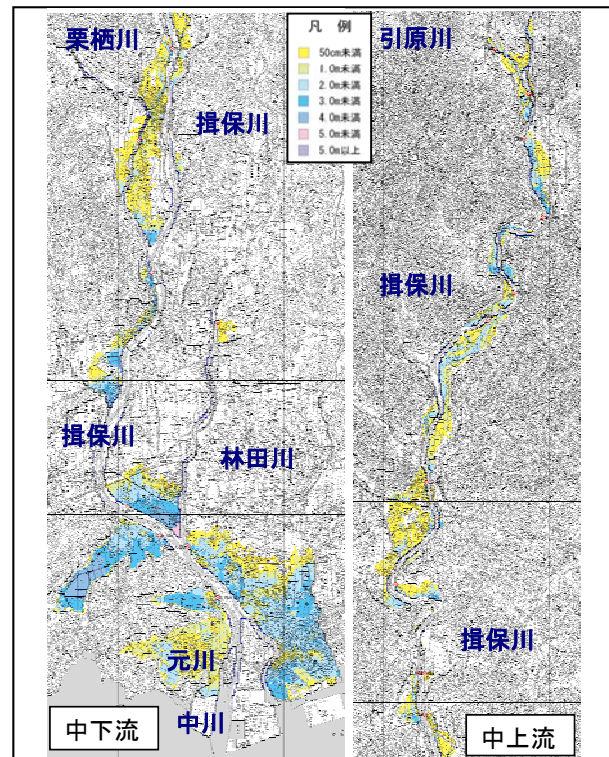 栗栖川
揖保川
揖保川
林田川
元川
中川
中下流
凡 例
50cm未満
1.0m未満
2.0m未満
3.0m未満
4.0m未満
5.0m未満
5.0m以上
引原川
揖保川
揖保川
中上流